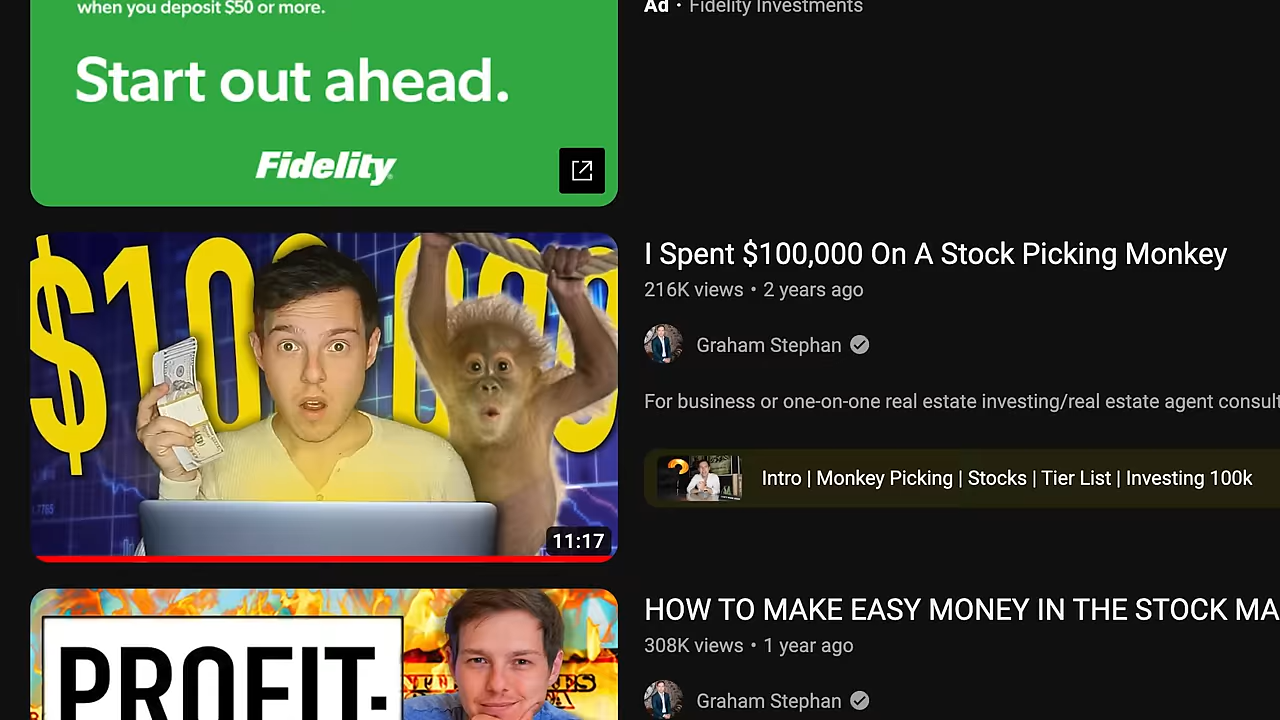 when you deposit $50 or more.
Ad • Fidelity Investments
Start out ahead.
Fidelity
$100,000
I Spent $100,000 On A Stock Picking Monkey
216K views • 2 years ago
Graham Stephan
For business or one-on-one real estate investing/real estate agent consul
Intro | Monkey Picking | Stocks | Tier List | Investing 100k
11:17
HOW TO MAKE EASY MONEY IN THE STOCK MA
308K views • 1 year ago
PROFIT:
Graham Stephan